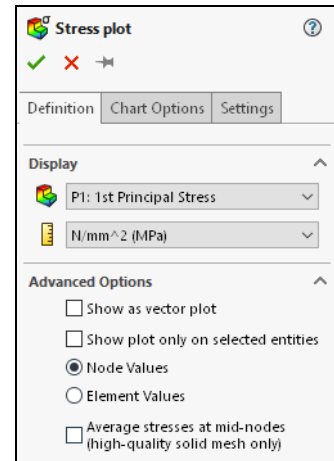 Stress plot
?
Definition
Chart Options
Settings
Display
P1: 1st Principal Stress
N/mm^2 (MPa)
Advanced Options
Show as vector plot
Show plot only on selected entities
Node Values
Element Values
Average stresses at mid-nodes
(high-quality solid mesh only)